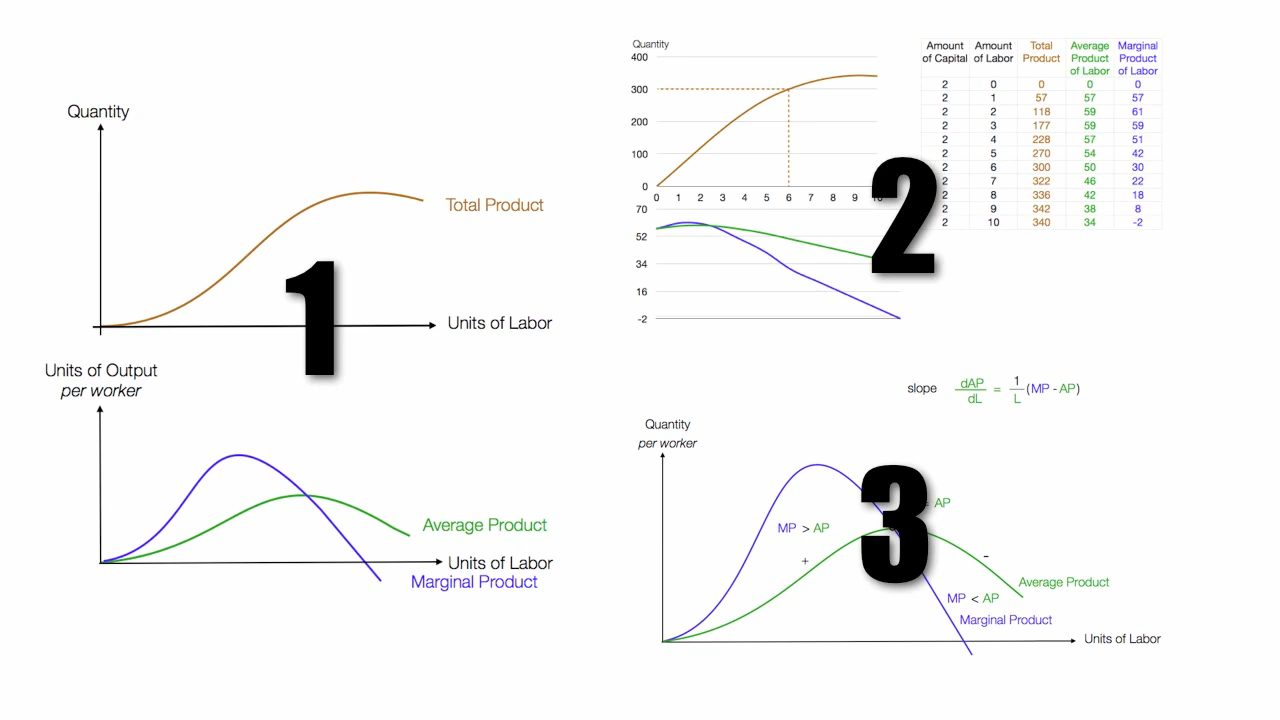 Quantity
Total Product
1
Units of Labor
Units of Output
per worker
Average Product
Units of Labor
Marginal Product
Quantity
400
300
200
100
0
0 1 2 3 4 5 6 7 8 9
70
52
34
16
-2
2
Amount of Capital Amount of Labor Total Product Average Product of Labor Marginal Product of Labor
2 0 0 0 0
2 1 57 57 57
2 2 118 59 61
2 3 177 59 59
2 4 228 57 51
2 5 270 54 42
2 6 300 50 30
2 7 322 46 22
2 8 336 42 18
2 9 342 38 8
2 10 340 34 -2
slope dAP/dL = 1/L (MP - AP)
Quantity
per worker
3
AP
MP > AP
+
-
Average Product
MP < AP
Marginal Product
Units of Labor